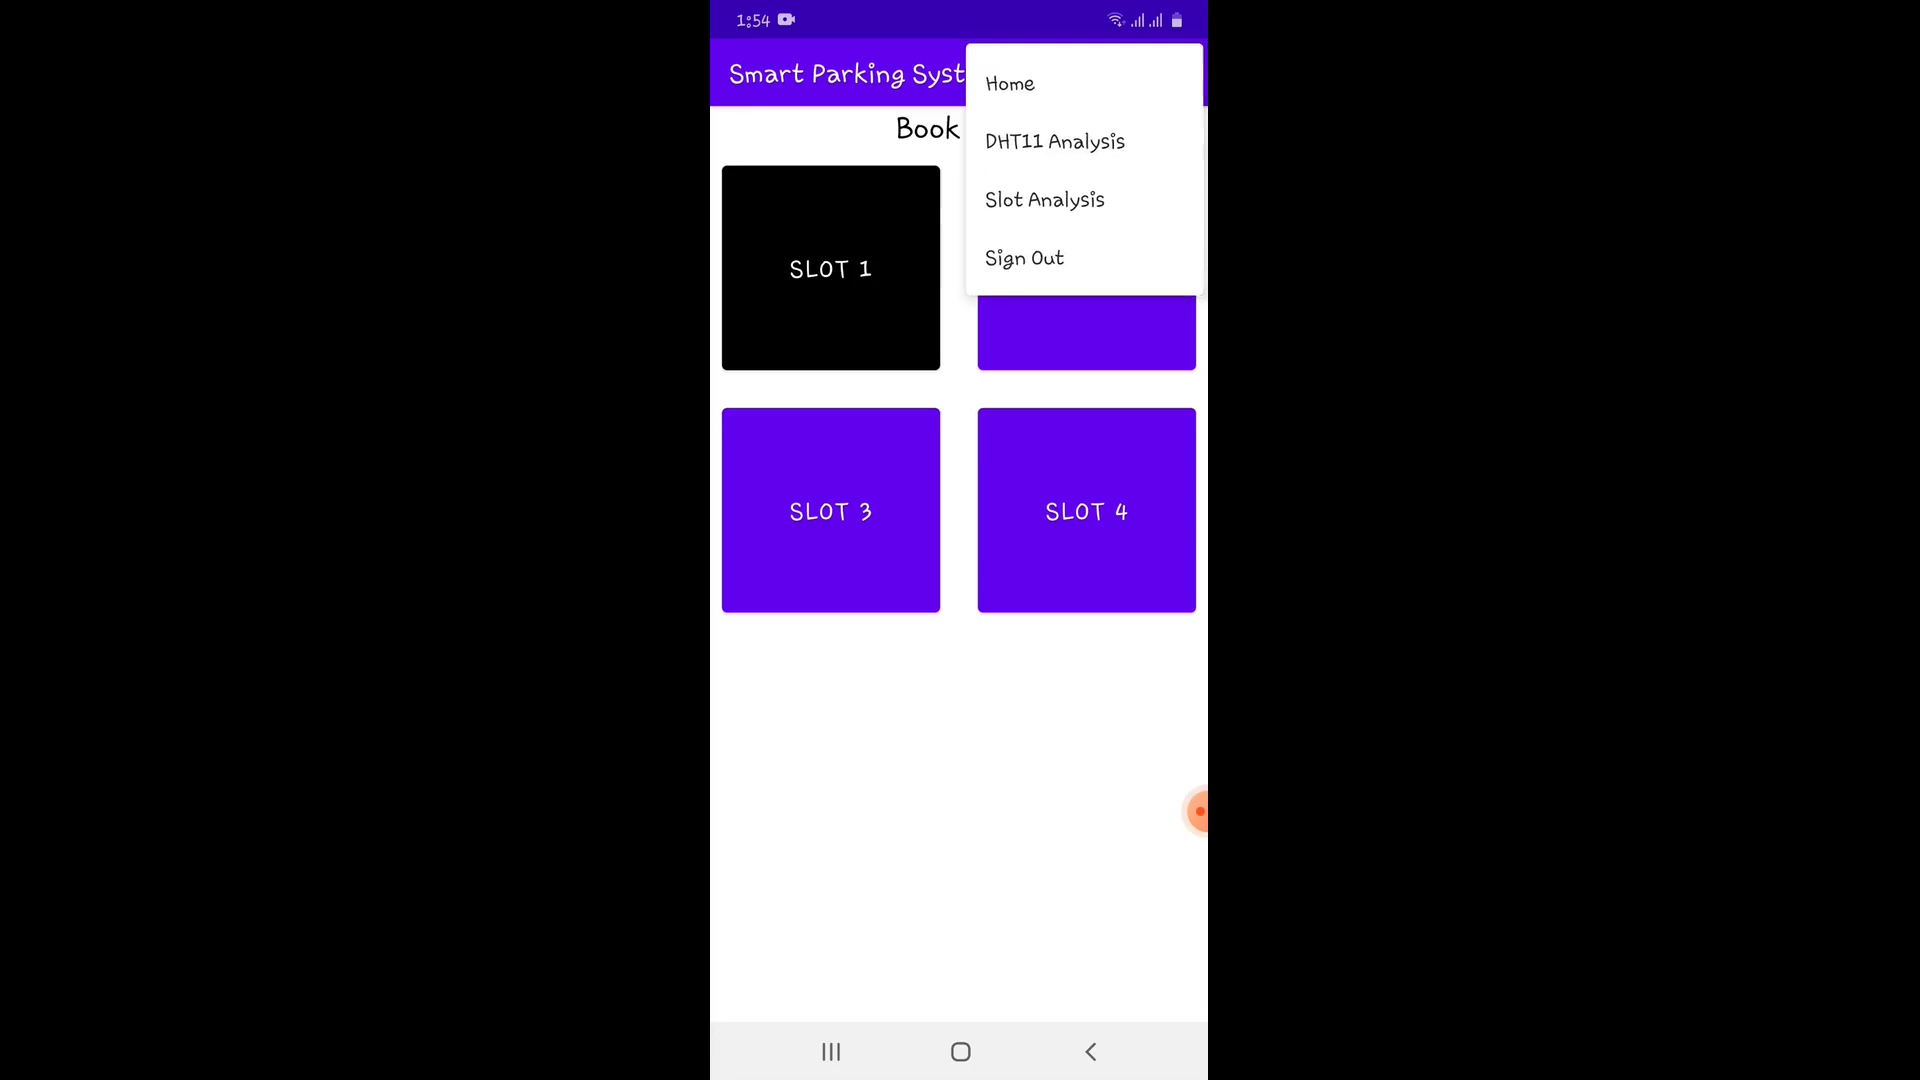 1:54
Smart Parking Syst
Home
Book
DHT11 Analysis
Slot Analysis
Sign Out
SLOT 1
SLOT 3
SLOT 4